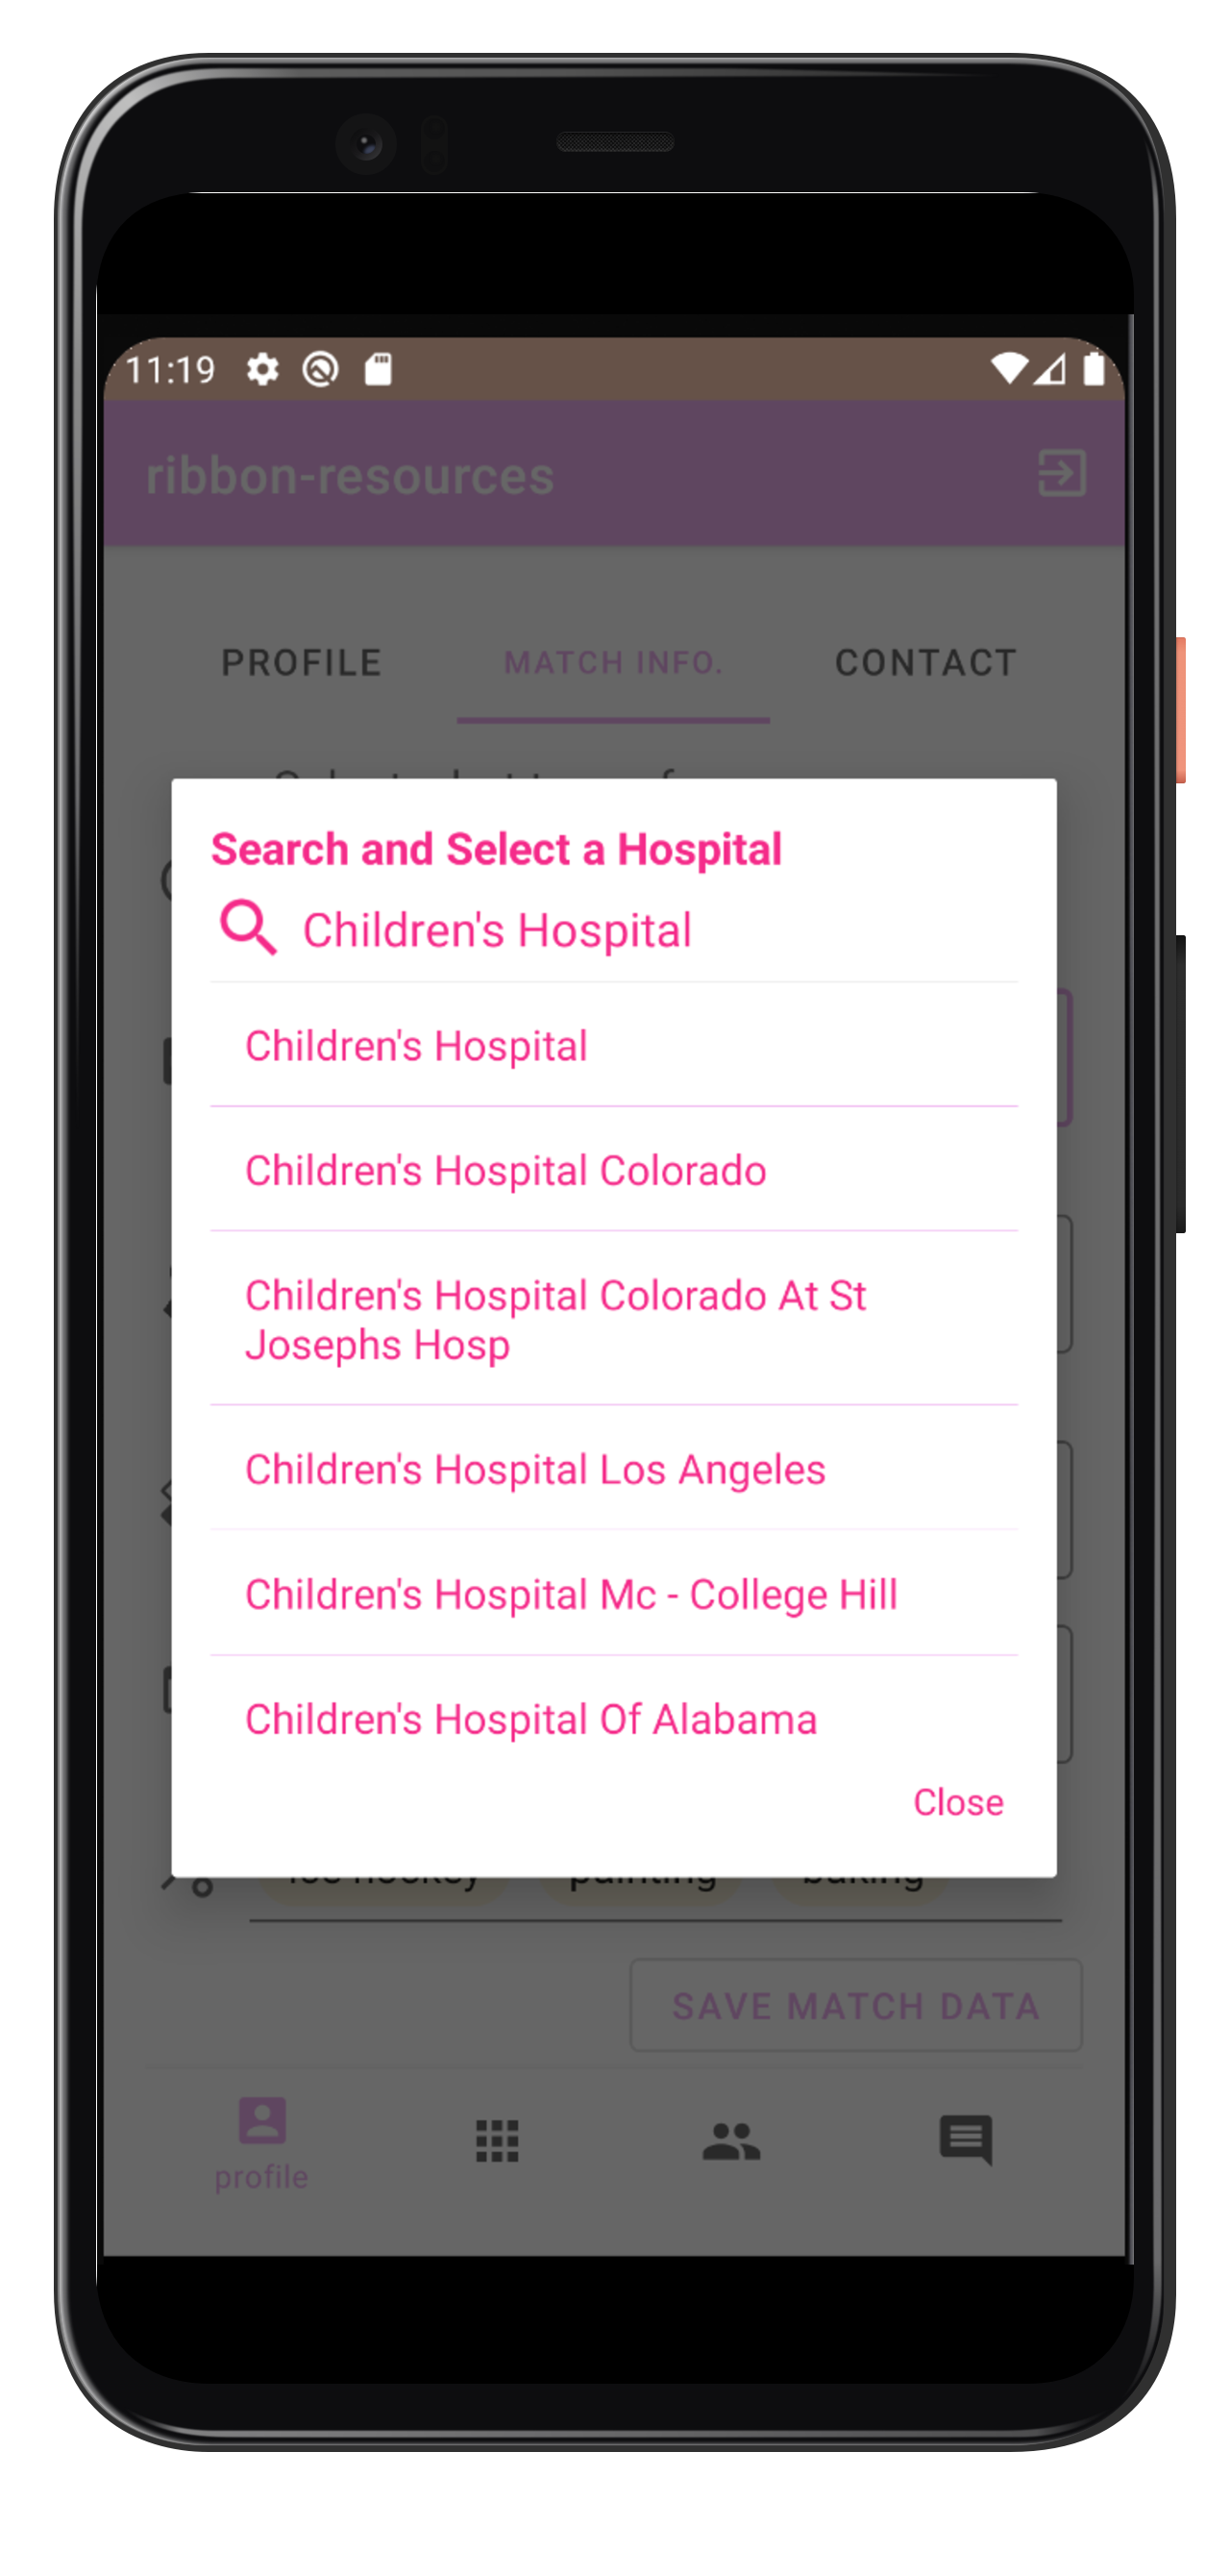 11:19
ribbon-resources
PROFILE MATCH INFO. CONTACT
Search and Select a Hospital
Children's Hospital
Children's Hospital
Children's Hospital Colorado
Children's Hospital Colorado At St
Josephs Hosp
Children's Hospital Los Angeles
Children's Hospital Mc - College Hill
Children's Hospital Of Alabama
Close
painting baking
SAVE MATCH DATA
profile